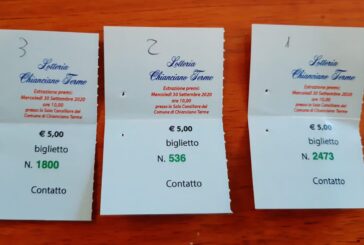 3
Lotteria
Chianciano Terme
Estrazione premi:
Mercoledì 30 Settembre 2020
ore 10,00
presso la Sala Consiliare del
Comune di Chianciano Terme
€ 5,00
biglietto
N. 1800
Contatto
2
Lotteria
Chianciano Terme
Estrazione premi:
Mercoledì 30 Settembre 2020
ore 10,00
presso la Sala Consiliare del
Comune di Chianciano Terme
€ 5,00
biglietto
N. 536
Contatto
1
Lotteria
Chianciano Terme
Estrazione premi:
Mercoledì 30 Settembre 2020
ore 10,00
presso la Sala Consiliare del
Comune di Chianciano Terme
€ 5,00
biglietto
N. 2473
Contatto